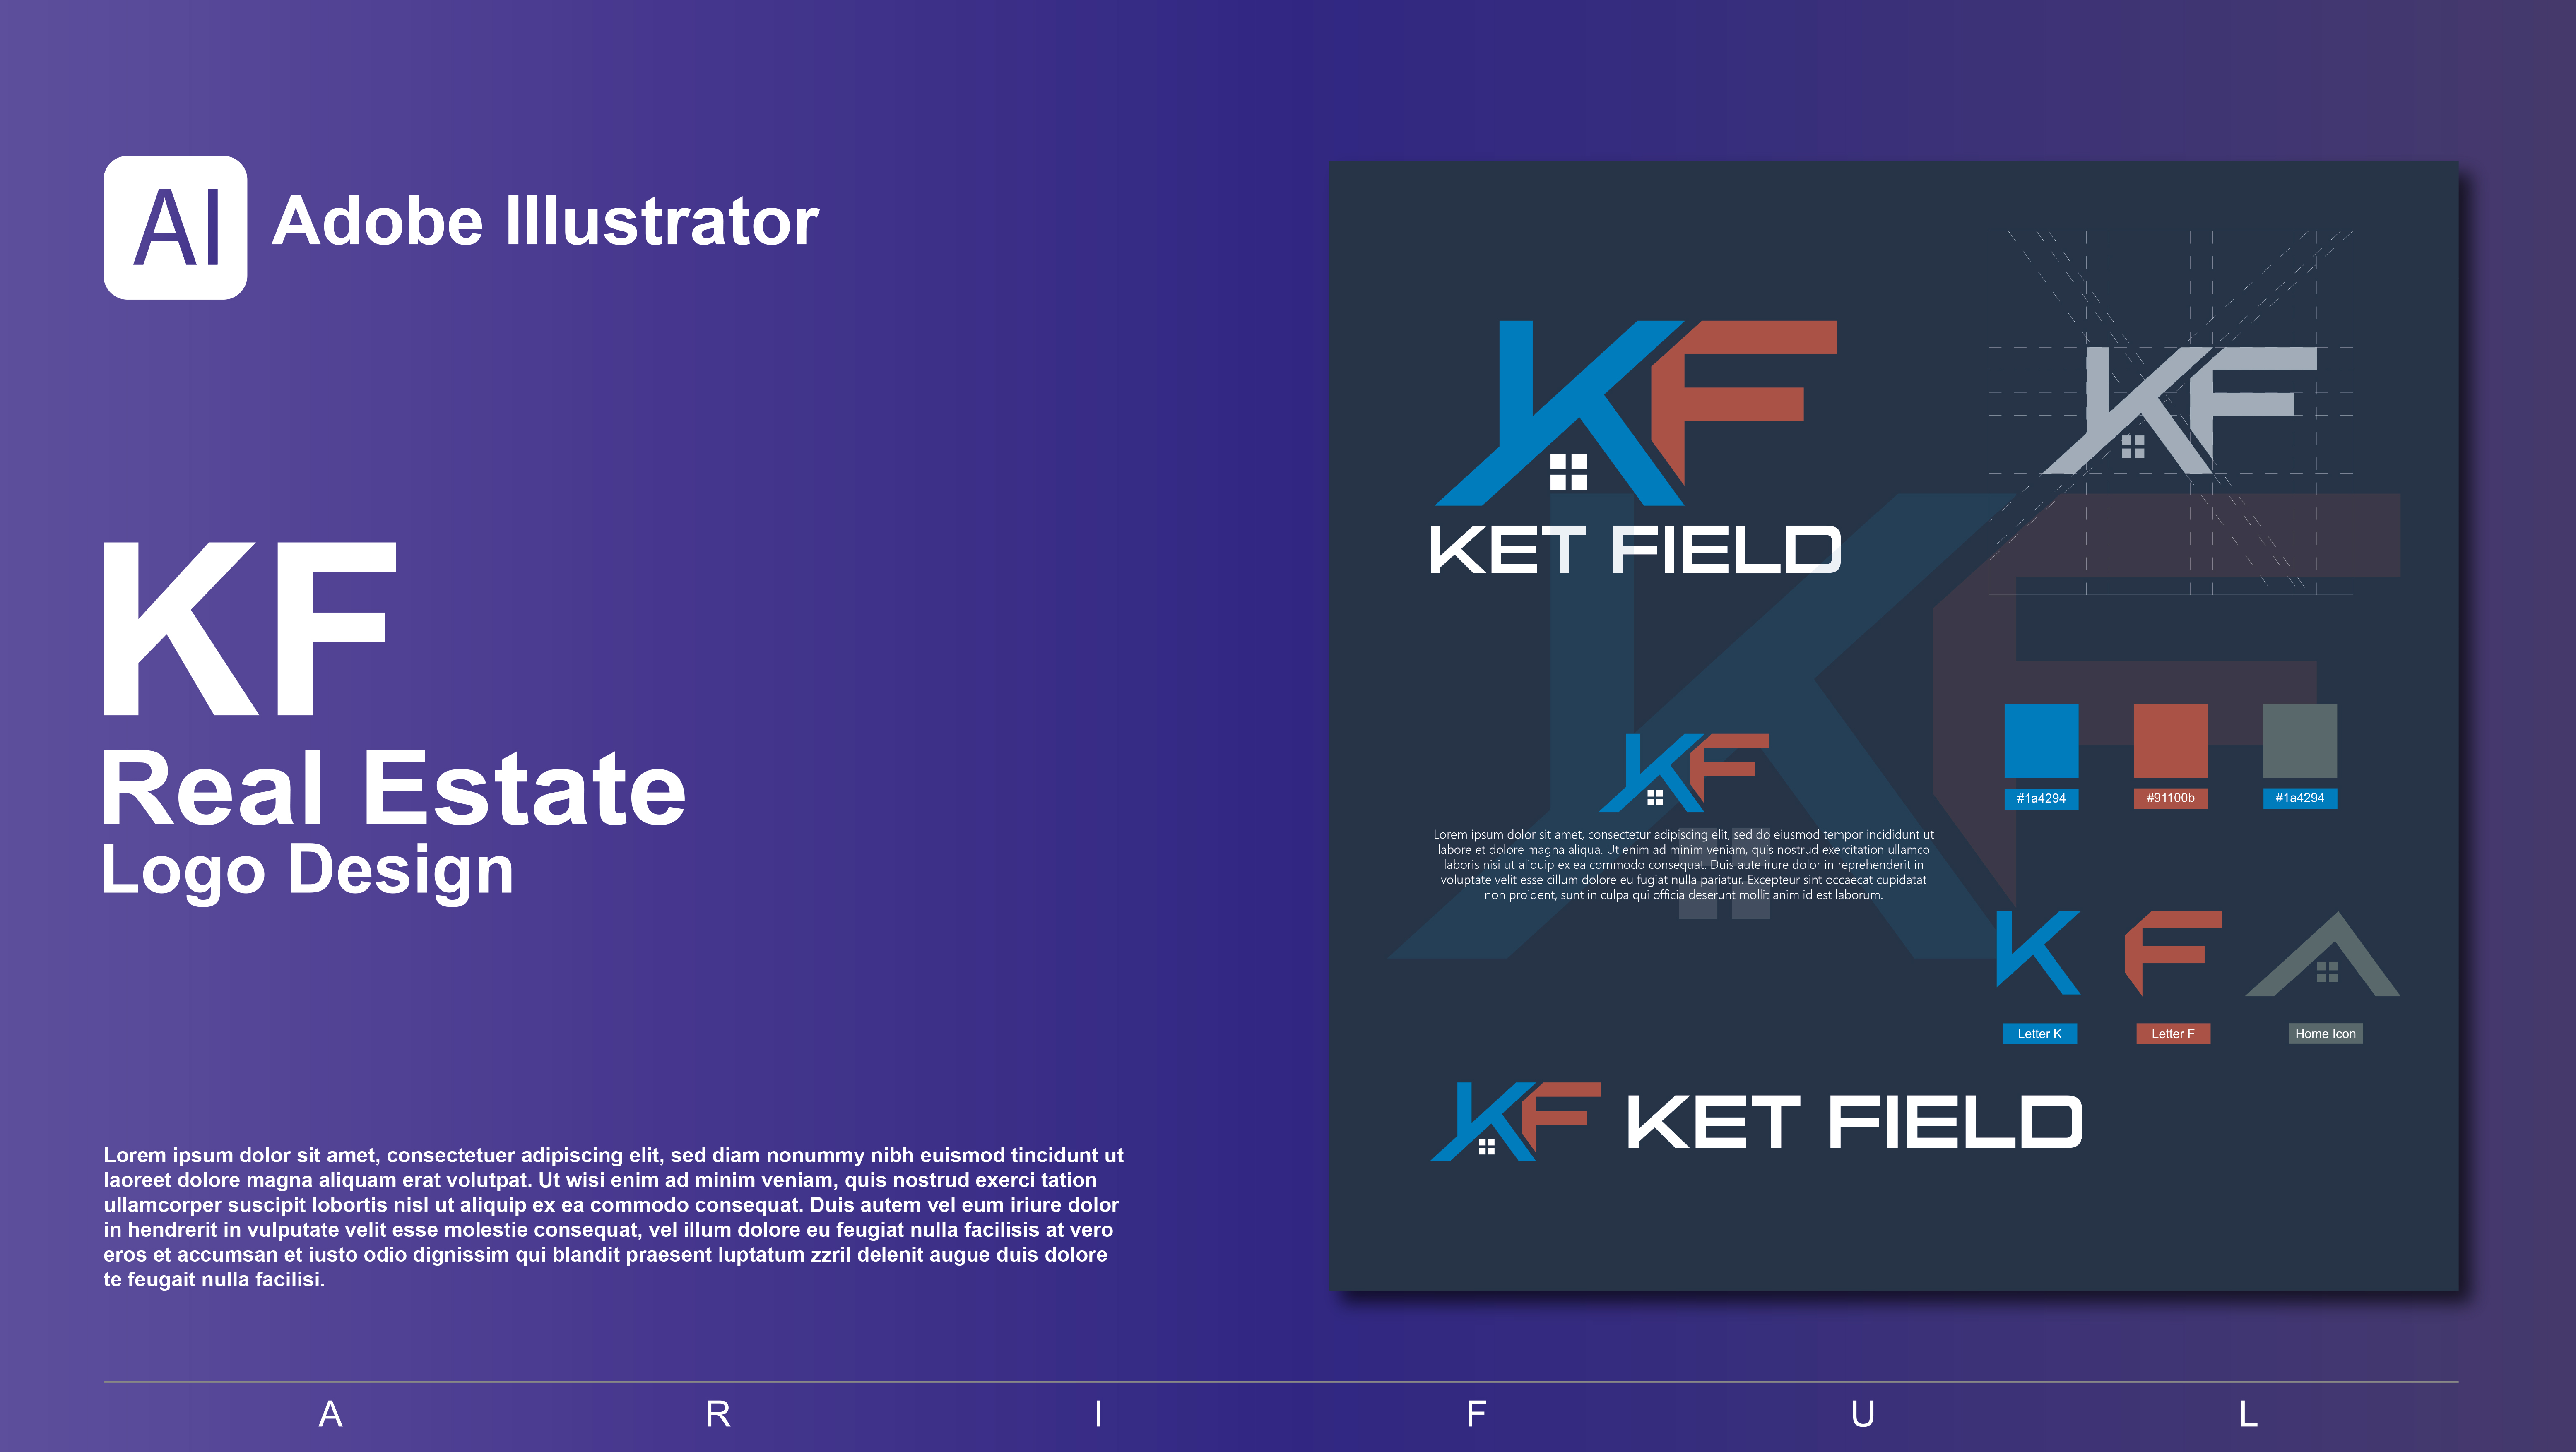 AI Adobe Illustrator
KF
Real Estate
Logo Design
Lorem ipsum dolor sit amet, consectetuer adipiscing elit, sed diam nonummy nibh euismod tincidunt ut
laoreet dolore magna aliquam erat volutpat. Ut wisi enim ad minim veniam, quis nostrud exerci tation
ullamcorper suscipit lobortis nisl ut aliquip ex ea commodo consequat. Duis autem vel eum iriure dolor
in hendrerit in vulputate velit esse molestie consequat, vel illum dolore eu feugiat nulla facilisis at vero
eros et accumsan et iusto odio dignissim qui blandit praesent luptatum zzril delenit augue duis dolore
te feugait nulla facilisi.
KF
KET FIELD
KF
KF
Lorem ipsum dolor sit amet, consectetur adipiscing elit, sed do eiusmod tempor incididunt ut
labore et dolore magna aliqua. Ut enim ad minim veniam, quis nostrud exercitation ullamco
laboris nisi ut aliquip ex ea commodo consequat. Duis aute irure dolor in reprehenderit in
voluptate velit esse cillum dolore eu fugiat nulla pariatur. Excepteur sint occaecat cupidatat
non proident, sunt in culpa qui officia deserunt mollit anim id est laborum.
KF
#1a4294 #91100b #1a4294
K F
Letter K Letter F Home Icon
KF KET FIELD
A R I F U L